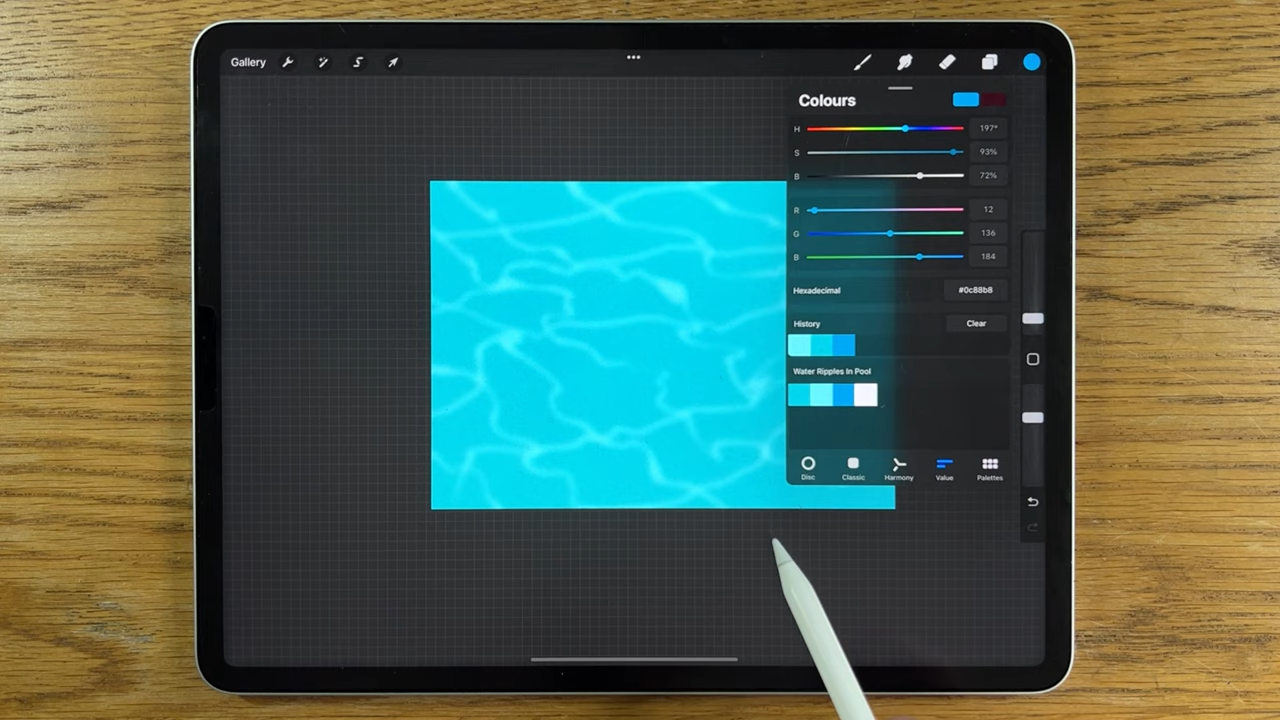 Gallery
Colours
H 197°
S 93%
B 72%
R 12
G 136
B 184
Hexadecimal #0c88b8
History Clear
Water Ripples In Pool
Disc Classic Harmony Value Palettes